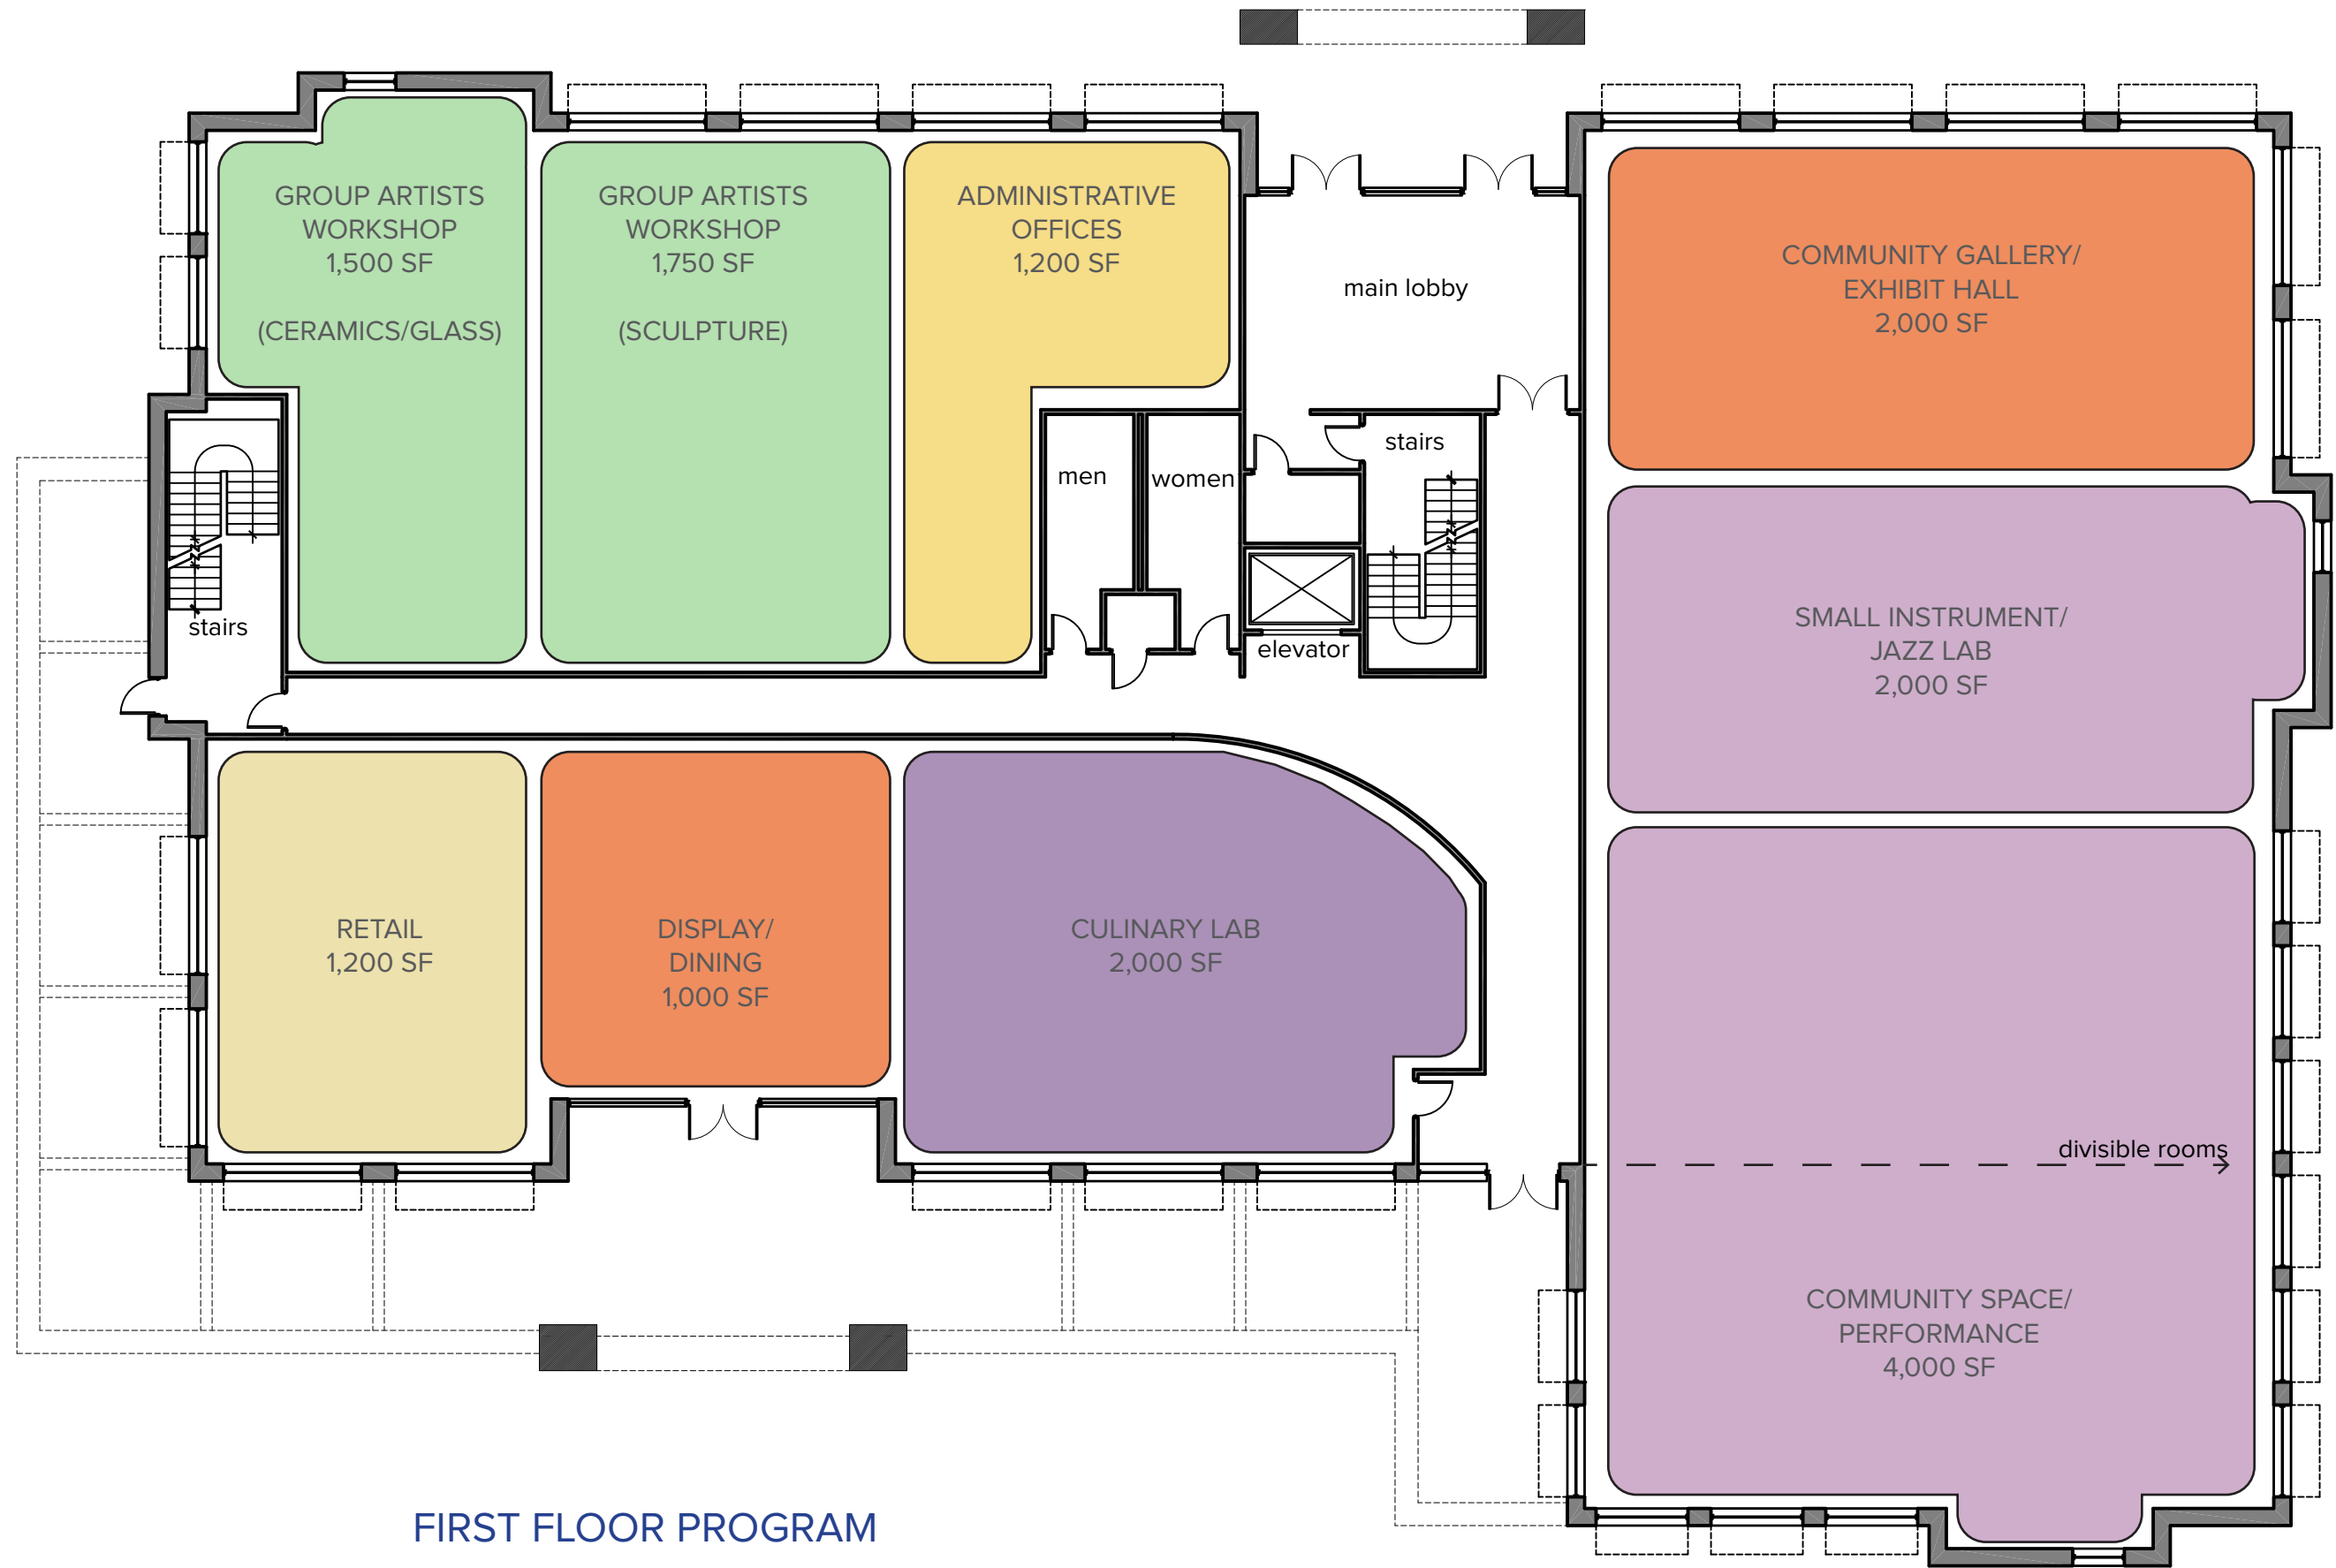 GROUP ARTISTS
WORKSHOP
1,500 SF
(CERAMICS/GLASS)
GROUP ARTISTS
WORKSHOP
1,750 SF
(SCULPTURE)
ADMINISTRATIVE
OFFICES
1,200 SF
main lobby
COMMUNITY GALLERY/
EXHIBIT HALL
2,000 SF
stairs
men
women
elevator
stairs
SMALL INSTRUMENT/
JAZZ LAB
2,000 SF
RETAIL
1,200 SF
DISPLAY/
DINING
1,000 SF
CULINARY LAB
2,000 SF
divisible rooms
COMMUNITY SPACE/
PERFORMANCE
4,000 SF
FIRST FLOOR PROGRAM